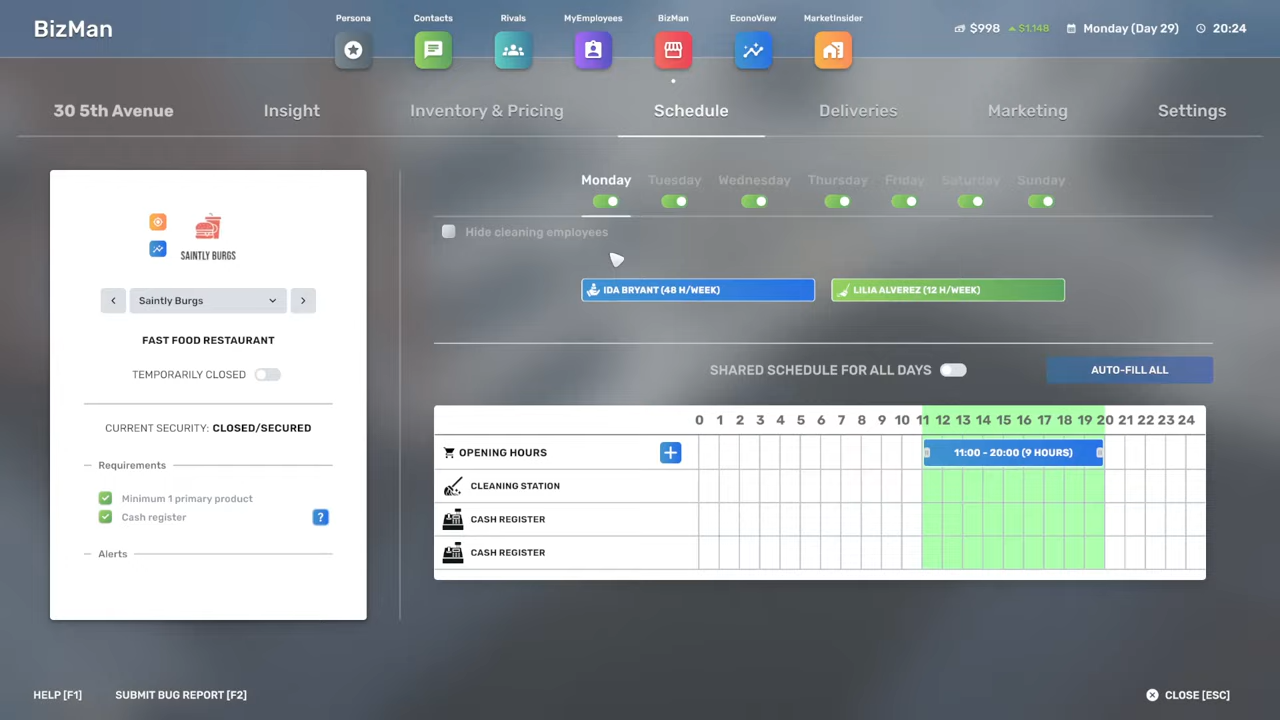 BizMan
Persona
Contacts
Rivals
MyEmployees
BizMan
EconoView
MarketInsider
$998
$1.148
Monday (Day 29)
20:24
30 5th Avenue
Insight
Inventory & Pricing
Schedule
Deliveries
Marketing
Settings
SAINTLY BURGS
Saintly Burgs
FAST FOOD RESTAURANT
TEMPORARILY CLOSED
CURRENT SECURITY: CLOSED/SECURED
Requirements
Minimum 1 primary product
Cash register
?
Alerts
Monday Tuesday Wednesday Thursday Friday Saturday Sunday
Hide cleaning employees
IDA BRYANT (48 H/WEEK)
LILIA ALVEREZ (12 H/WEEK)
SHARED SCHEDULE FOR ALL DAYS
AUTO-FILL ALL
0 1 2 3 4 5 6 7 8 9 10 11 12 13 14 15 16 17 18 19 20 21 22 23 24
OPENING HOURS
11:00 - 20:00 (9 HOURS)
CLEANING STATION
CASH REGISTER
CASH REGISTER
HELP [F1]
SUBMIT BUG REPORT [F2]
CLOSE [ESC]